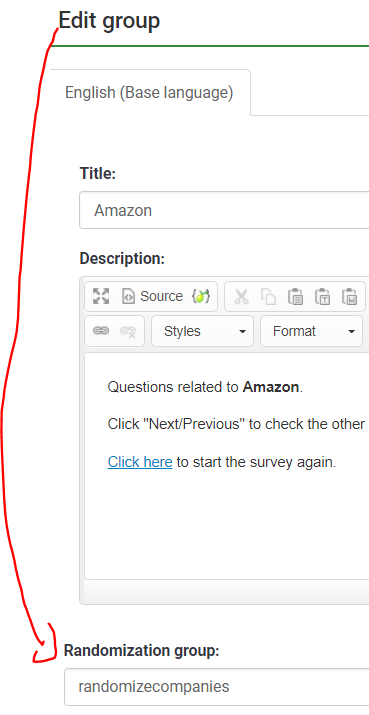 Edit group
English (Base language)
Title:
Amazon
Description:
Source
Styles Format
Questions related to Amazon.
Click "Next/Previous" to check the other
Click here to start the survey again.
Randomization group:
randomizecompanies